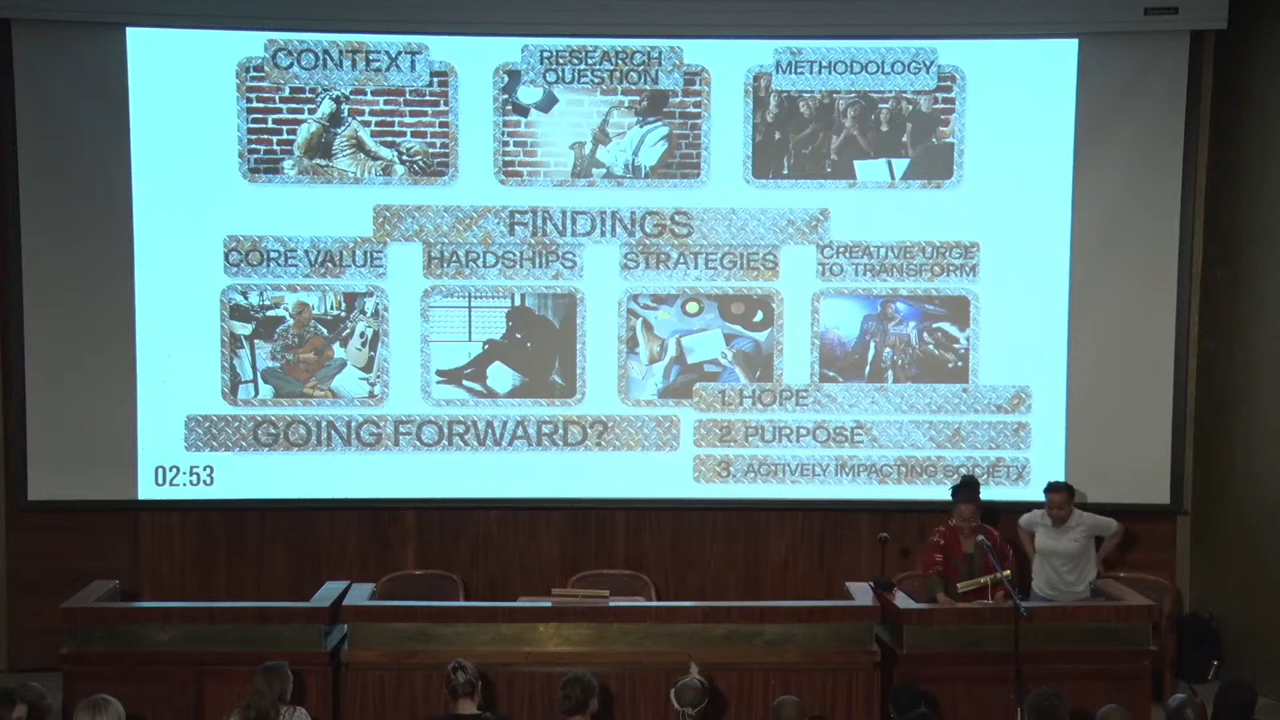 CONTEXT
RESEARCH
QUESTION
METHODOLOGY
FINDINGS
CORE VALUE
HARDSHIPS
STRATEGIES
CREATIVE URGE
TO TRANSFORM
1. HOPE
GOING FORWARD?
2. PURPOSE
3. ACTIVELY IMPACTING SOCIETY
02:53